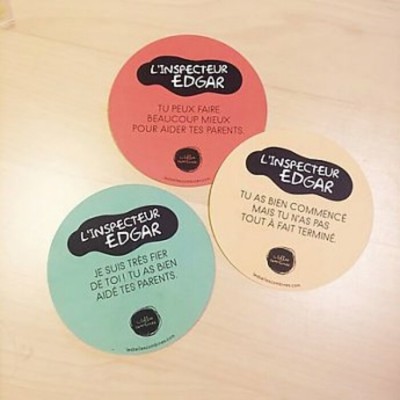 L'INSPECTEUR
EDGAR
TU PEUX FAIRE
BEAUCOUP MIEUX
POUR AIDER TES PARENTS.
L'INSPECTEUR
EDGAR
TU AS BIEN COMMENCÉ
MAIS TU N'AS PAS
TOUT À FAIT TERMINÉ.
L'INSPECTEUR
EDGAR
JE SUIS TRÈS FIER
DE TOI ! TU AS BIEN
AIDÉ TES PARENTS.